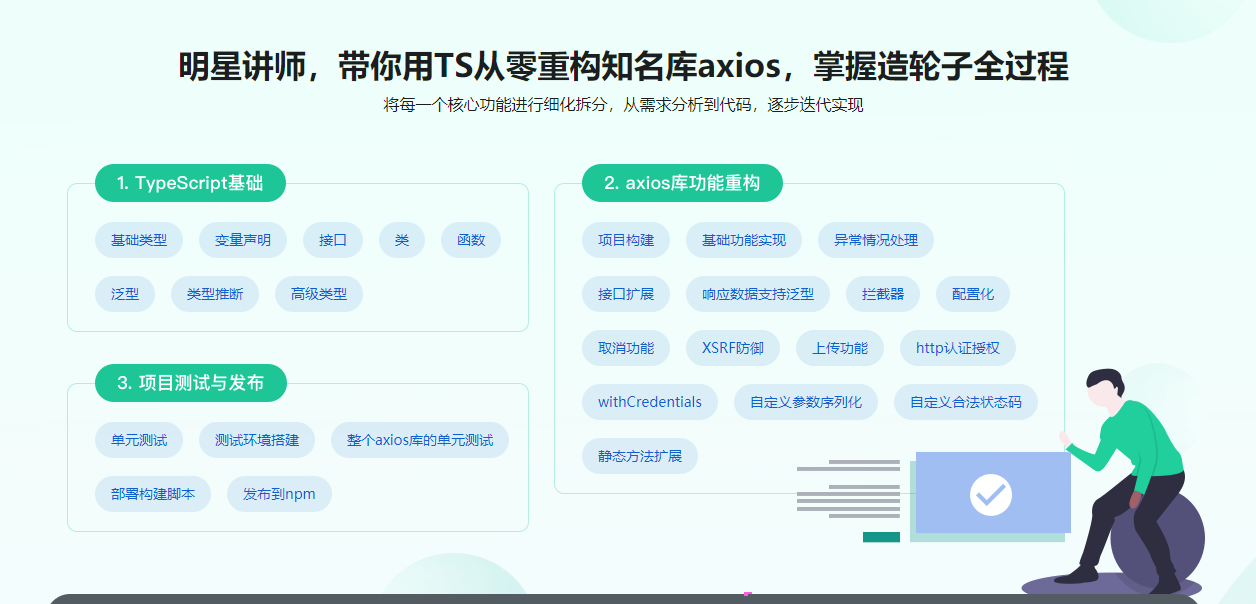 明星讲师，带你用TS从零重构知名库axios，掌握造轮子全过程
将每一个核心功能进行细化拆分，从需求分析到代码，逐步迭代实现
1. TypeScript基础
基础类型 变量声明 接口 类 函数
泛型 类型推断 高级类型
2. axios库功能重构
项目构建 基础功能实现 异常情况处理
接口扩展 响应数据支持泛型 拦截器 配置化
取消功能 XSRF防御 上传功能 http认证授权
withCredentials 自定义参数序列化 自定义合法状态码
静态方法扩展
3. 项目测试与发布
单元测试 测试环境搭建 整个axios库的单元测试
部署构建脚本 发布到npm